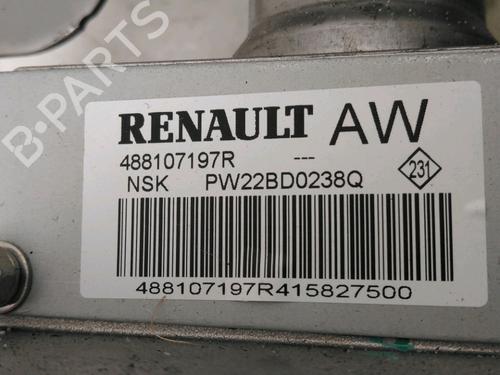 B-PARTS
RENAULT AW
488107197R ---
NSK PW22BD0238Q 231
488107197R415827500